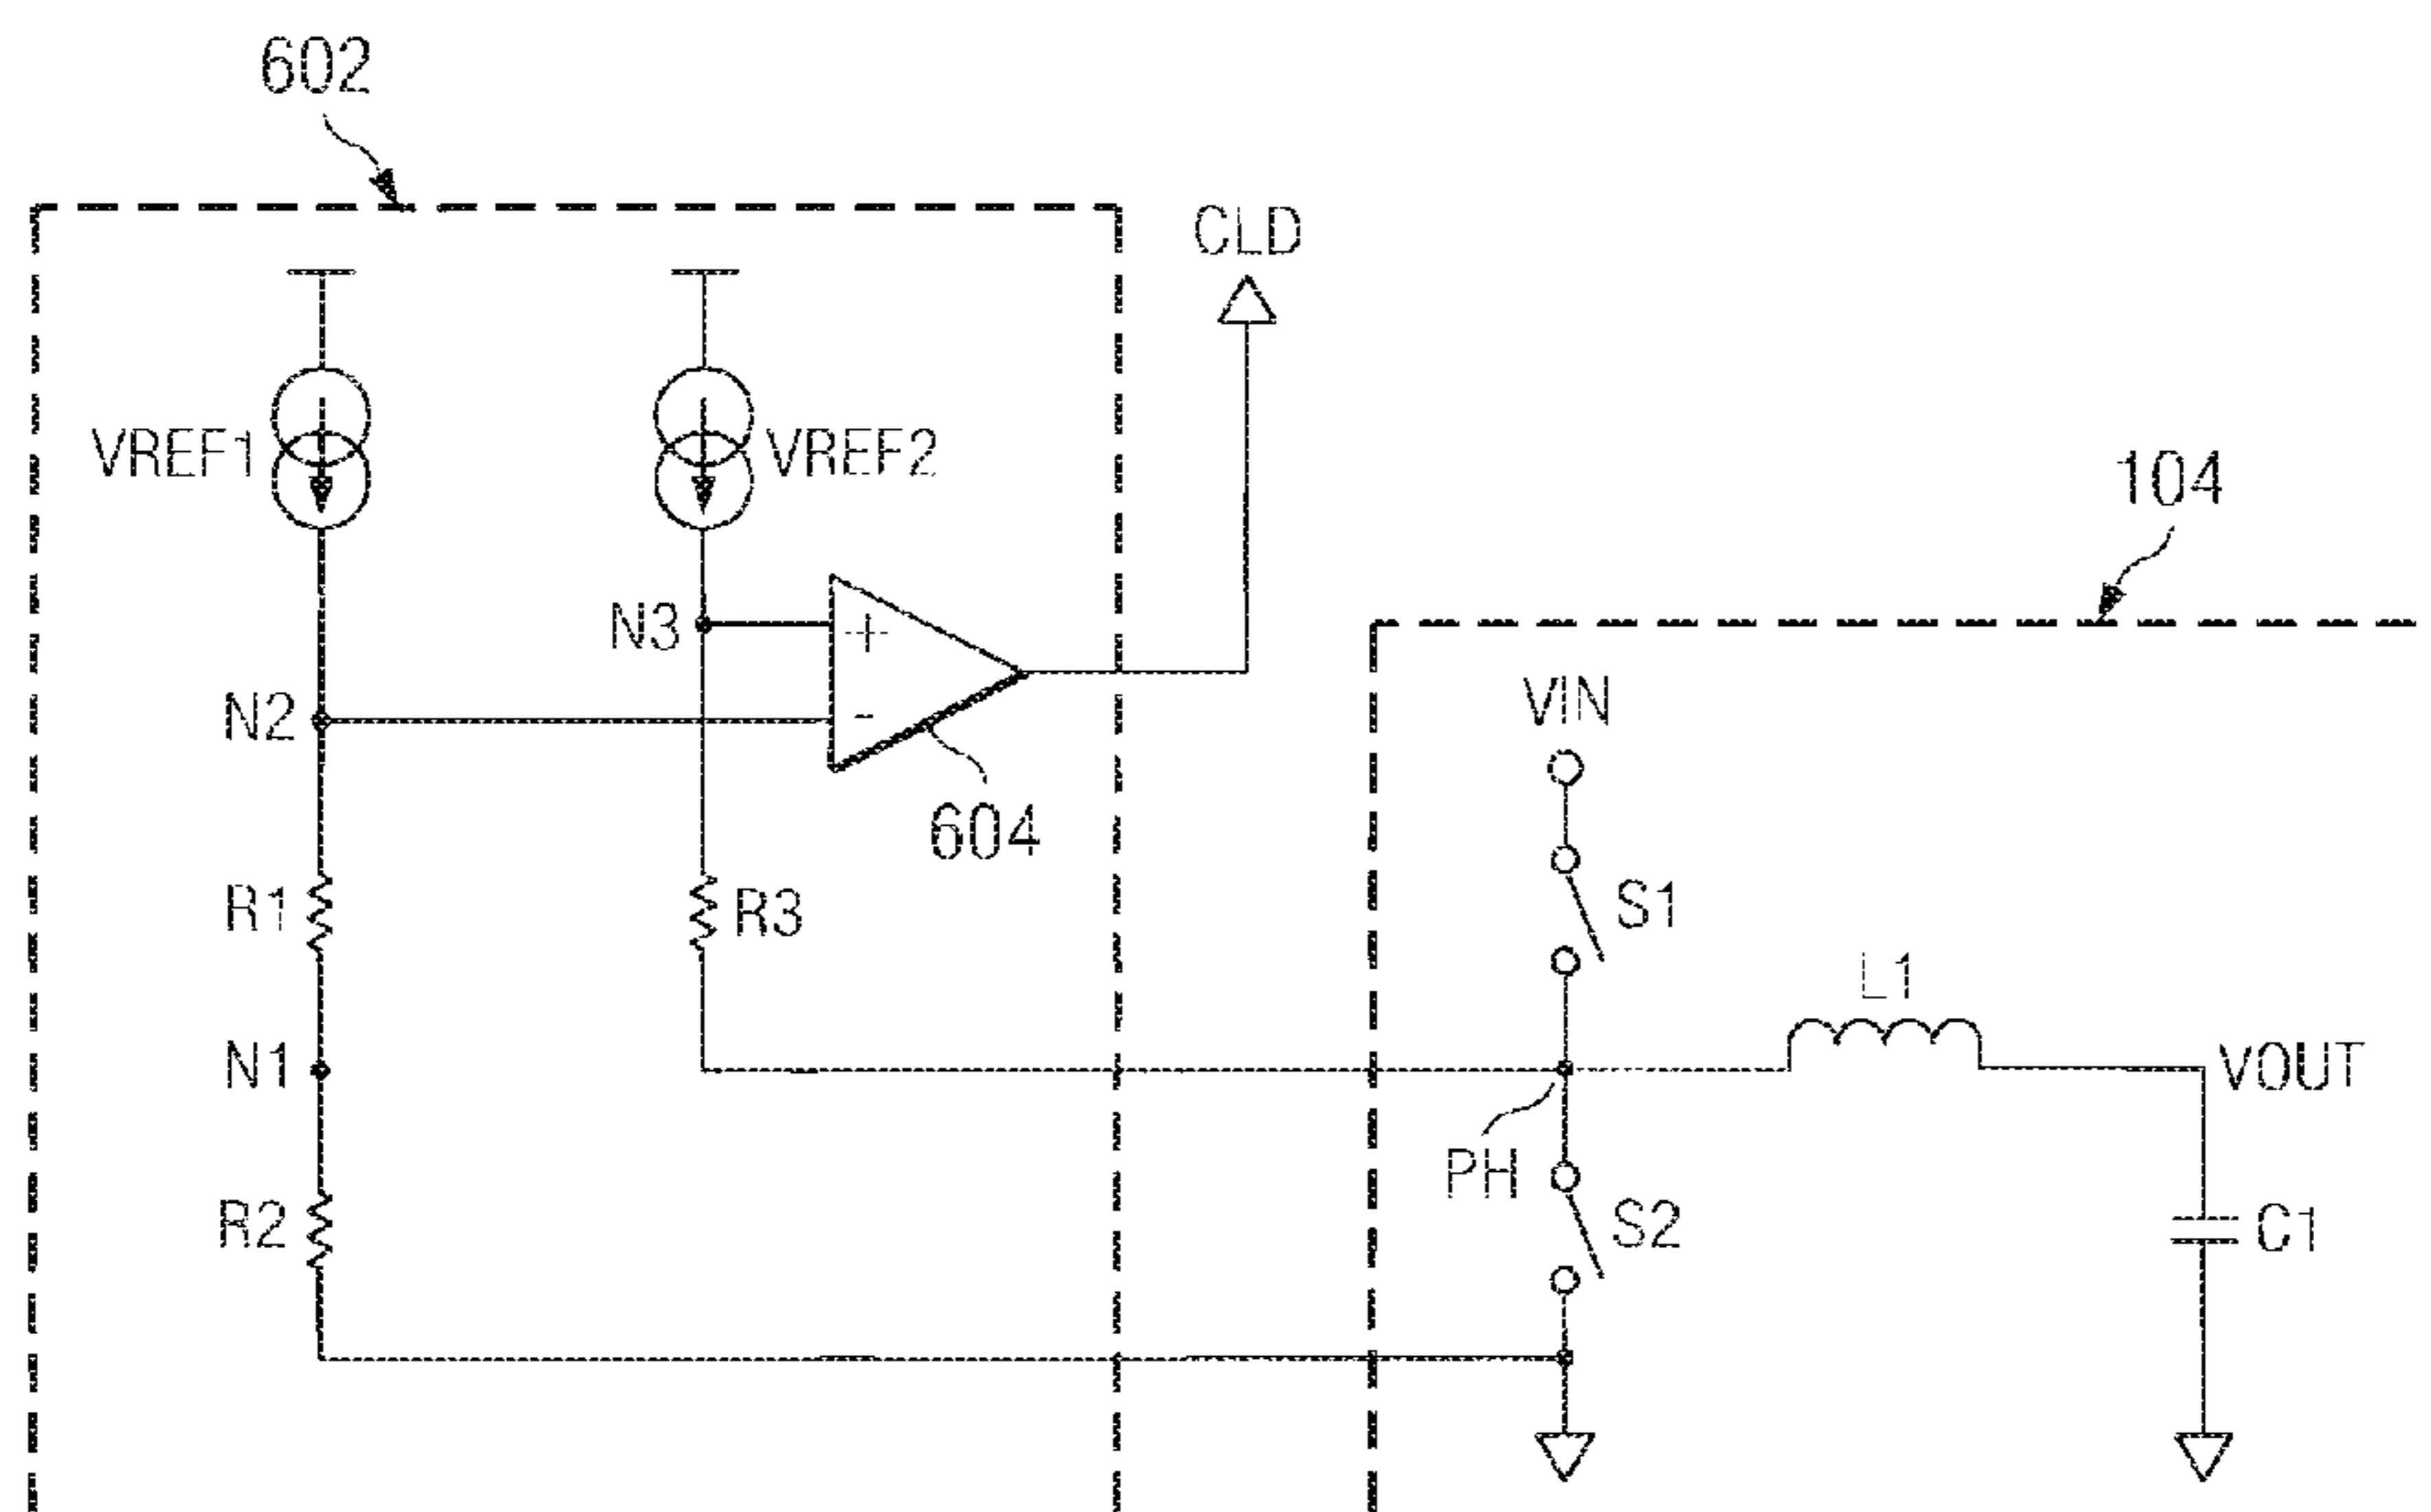 602
CLD
VREF1
VREF2
104
N3
+
VIN
N2
-
604
R1
R3
S1
L1
N1
VOUT
PH
R2
S2
C1